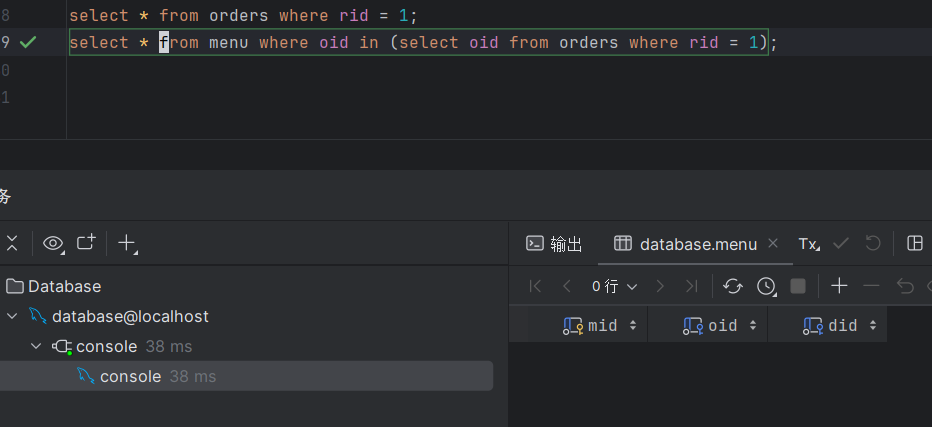 8 select * from orders where rid = 1;
9 select * from menu where oid in (select oid from orders where rid = 1);
0
1
务
输出 database.menu Tx
Database
0 行
database@localhost
mid oid did
console 38 ms
console 38 ms